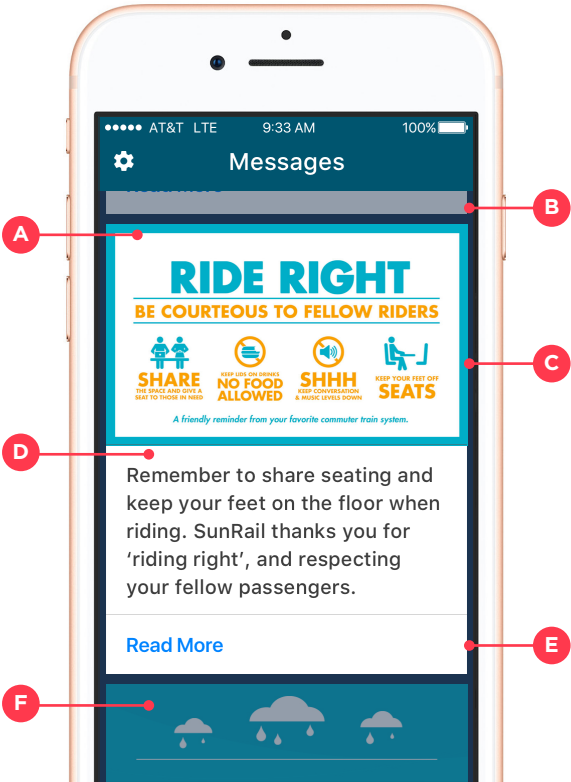 AT&T LTE 9:33 AM 100%
Messages
Read More
B
A
RIDE RIGHT
BE COURTEOUS TO FELLOW RIDERS
C
SHARE
THE SPACE AND GIVE A
SEAT TO THOSE IN NEED
KEEP LIDS ON DRINKS
NO FOOD
ALLOWED
SHHH
KEEP CONVERSATION
& MUSIC LEVELS DOWN
KEEP YOUR FEET OFF
SEATS
A friendly reminder from your favorite commuter train system.
D
Remember to share seating and
keep your feet on the floor when
riding. SunRail thanks you for
‘riding right’, and respecting
your fellow passengers.
Read More
E
F